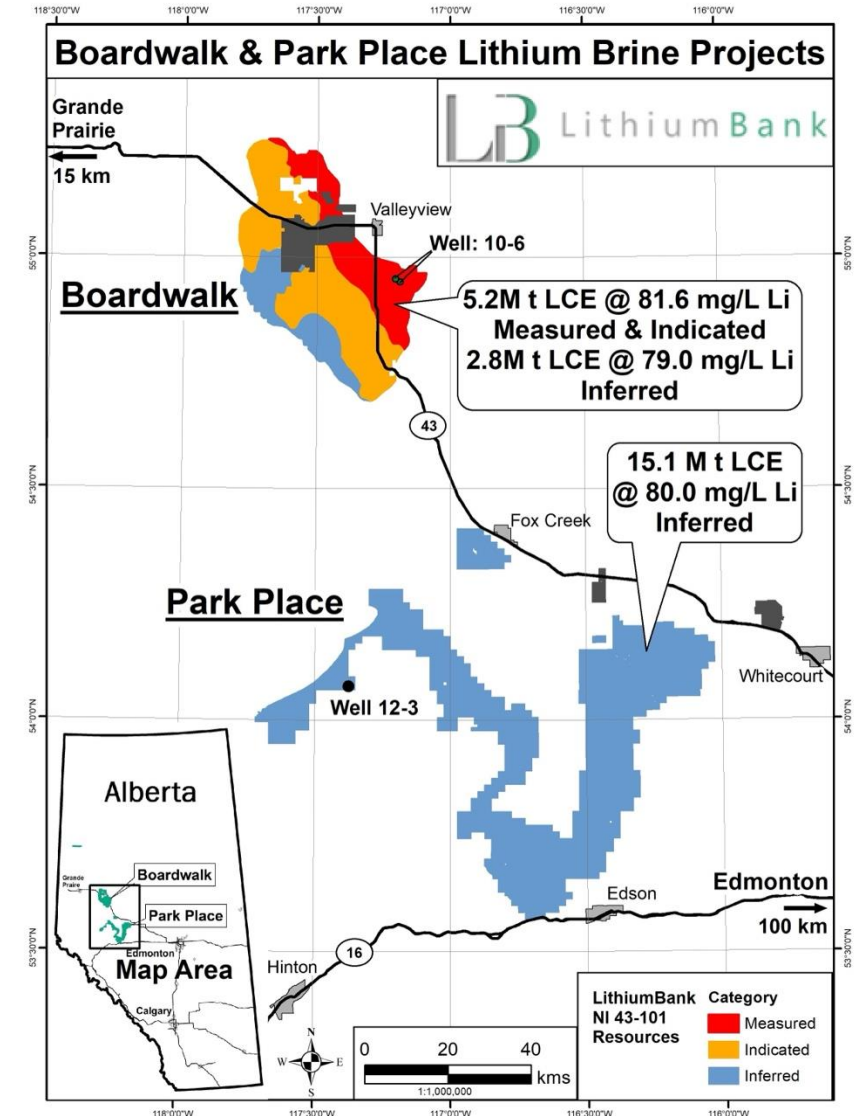 118°30'0"W 118°0'0"W 117°30'0"W 117°0'0"W 116°30'0"W 116°0'0"W
Boardwalk & Park Place Lithium Brine Projects
LB LithiumBank
Grande
Prairie
15 km
Valleyview
Well: 10-6
55°0'0"N
55°0'0"N
Boardwalk
5.2M t LCE @ 81.6 mg/L Li
Measured & Indicated
2.8M t LCE @ 79.0 mg/L Li
Inferred
43
15.1 M t LCE
@ 80.0 mg/L Li
Inferred
54°30'0"N
54°30'0"N
Fox Creek
Park Place
Whitecourt
Well 12-3
54°0'0"N
54°0'0"N
Alberta
Grande
Prairie
Boardwalk
Park Place
Edmonton
Map Area
Calgary
Edson
Edmonton
100 km
16
53°30'0"N
53°30'0"N
Hinton
N
W E
S
0 20 40
kms
1:1,000,000
LithiumBank
NI 43-101
Resources
Category
Measured
Indicated
Inferred
118°0'0"W 117°30'0"W 117°0'0"W 116°30'0"W 116°0'0"W